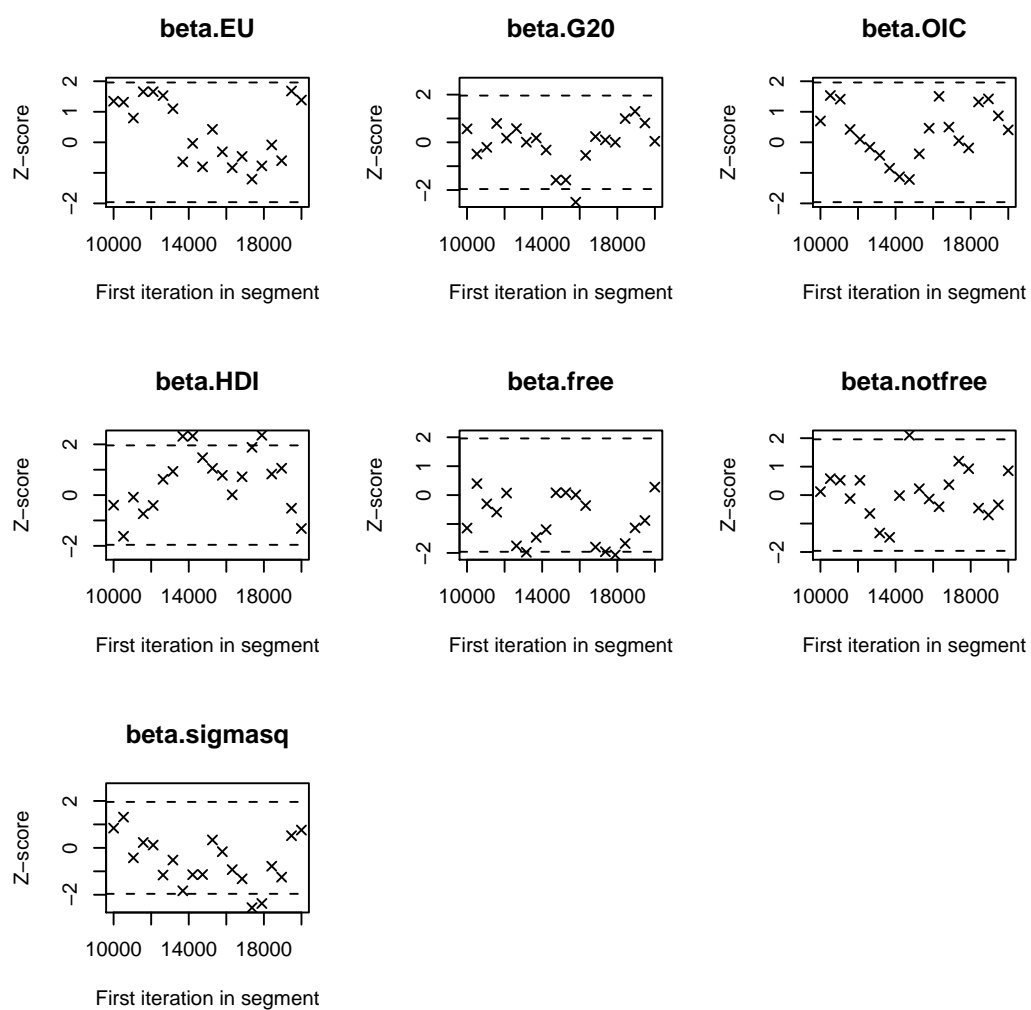 beta.EU
Z−score
2
1
0
−2
10000 14000 18000
First iteration in segment
beta.G20
Z−score
2
0
−2
10000 14000 18000
First iteration in segment
beta.OIC
Z−score
2
1
0
−2
10000 14000 18000
First iteration in segment
beta.HDI
Z−score
2
0
−2
10000 14000 18000
First iteration in segment
beta.free
Z−score
2
1
0
−2
10000 14000 18000
First iteration in segment
beta.notfree
Z−score
2
1
0
−2
10000 14000 18000
First iteration in segment
beta.sigmasq
Z−score
2
0
−2
10000 14000 18000
First iteration in segment